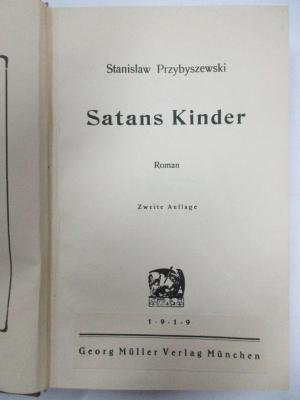 Stanislaw Przybyszewski
Satans Kinder
Roman
Zweite Auflage
1 · 9 · 1 · 9
Georg Müller Verlag München